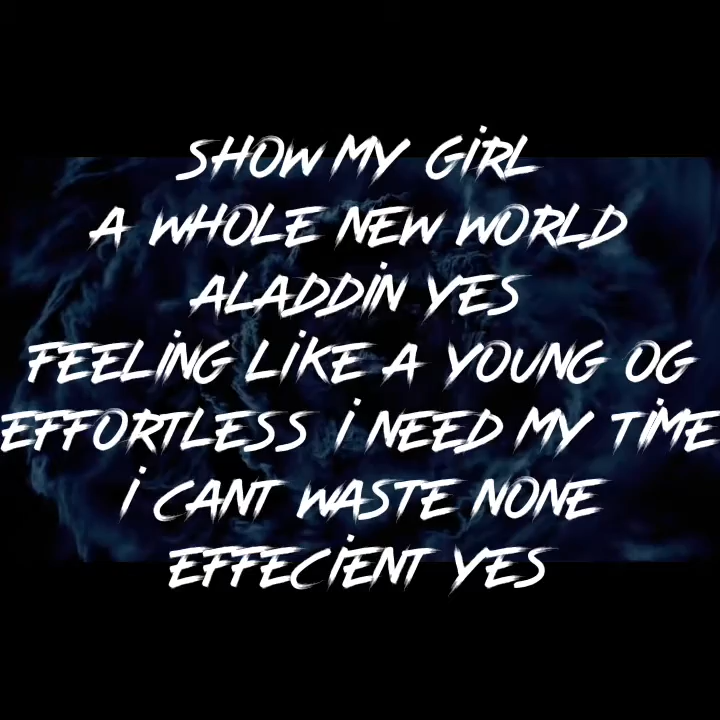 SHOW MY GIRL
A WHOLE NEW WORLD
ALADDIN YES
FEELING LIKE A YOUNG OG
EFFORTLESS I NEED MY TIME
I CANT WASTE NONE
EFFECIENT YES